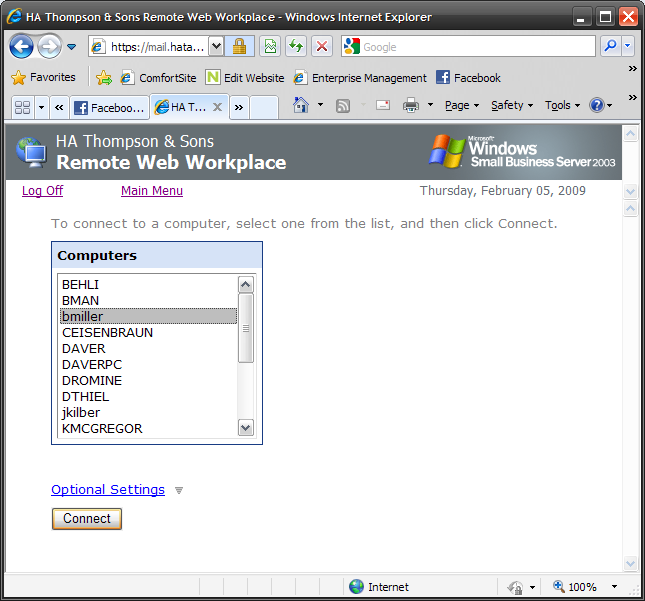 HA Thompson & Sons Remote Web Workplace - Windows Internet Explorer
https://mail.hata...
Google
Favorites ComfortSite Edit Website Enterprise Management Facebook »
« Faceboo... HA T... » Page Safety Tools »
HA Thompson & Sons
Remote Web Workplace
Microsoft
Windows
Small Business Server 2003
Log Off Main Menu Thursday, February 05, 2009
To connect to a computer, select one from the list, and then click Connect.
Computers
BEHLI
BMAN
bmiller
CEISENBRAUN
DAVER
DAVERPC
DROMINE
DTHIEL
jkilber
KMCGREGOR
Optional Settings
Connect
Internet 100%